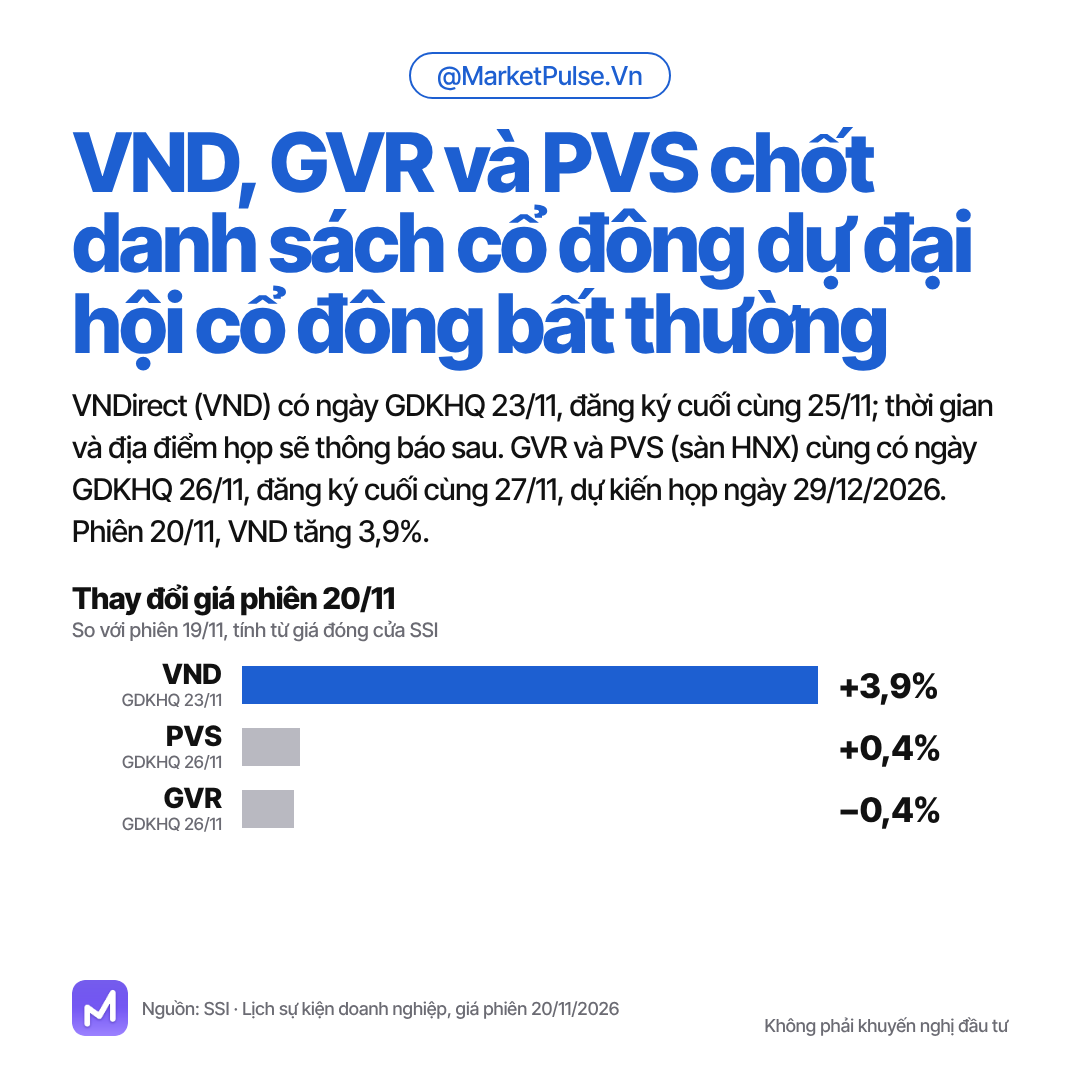 @MarketPulse.Vn
VND, GVR và PVS chốt
danh sách cổ đông dự đại
hội cổ đông bất thường
VNDirect (VND) có ngày GDKHQ 23/11, đăng ký cuối cùng 25/11; thời gian
và địa điểm họp sẽ thông báo sau. GVR và PVS (sàn HNX) cùng có ngày
GDKHQ 26/11, đăng ký cuối cùng 27/11, dự kiến họp ngày 29/12/2026.
Phiên 20/11, VND tăng 3,9%.
Thay đổi giá phiên 20/11
So với phiên 19/11, tính từ giá đóng cửa SSI
VND
GDKHQ 23/11
+3,9%
PVS
GDKHQ 26/11
+0,4%
GVR
GDKHQ 26/11
−0,4%
Nguồn: SSI · Lịch sự kiện doanh nghiệp, giá phiên 20/11/2026
Không phải khuyến nghị đầu tư